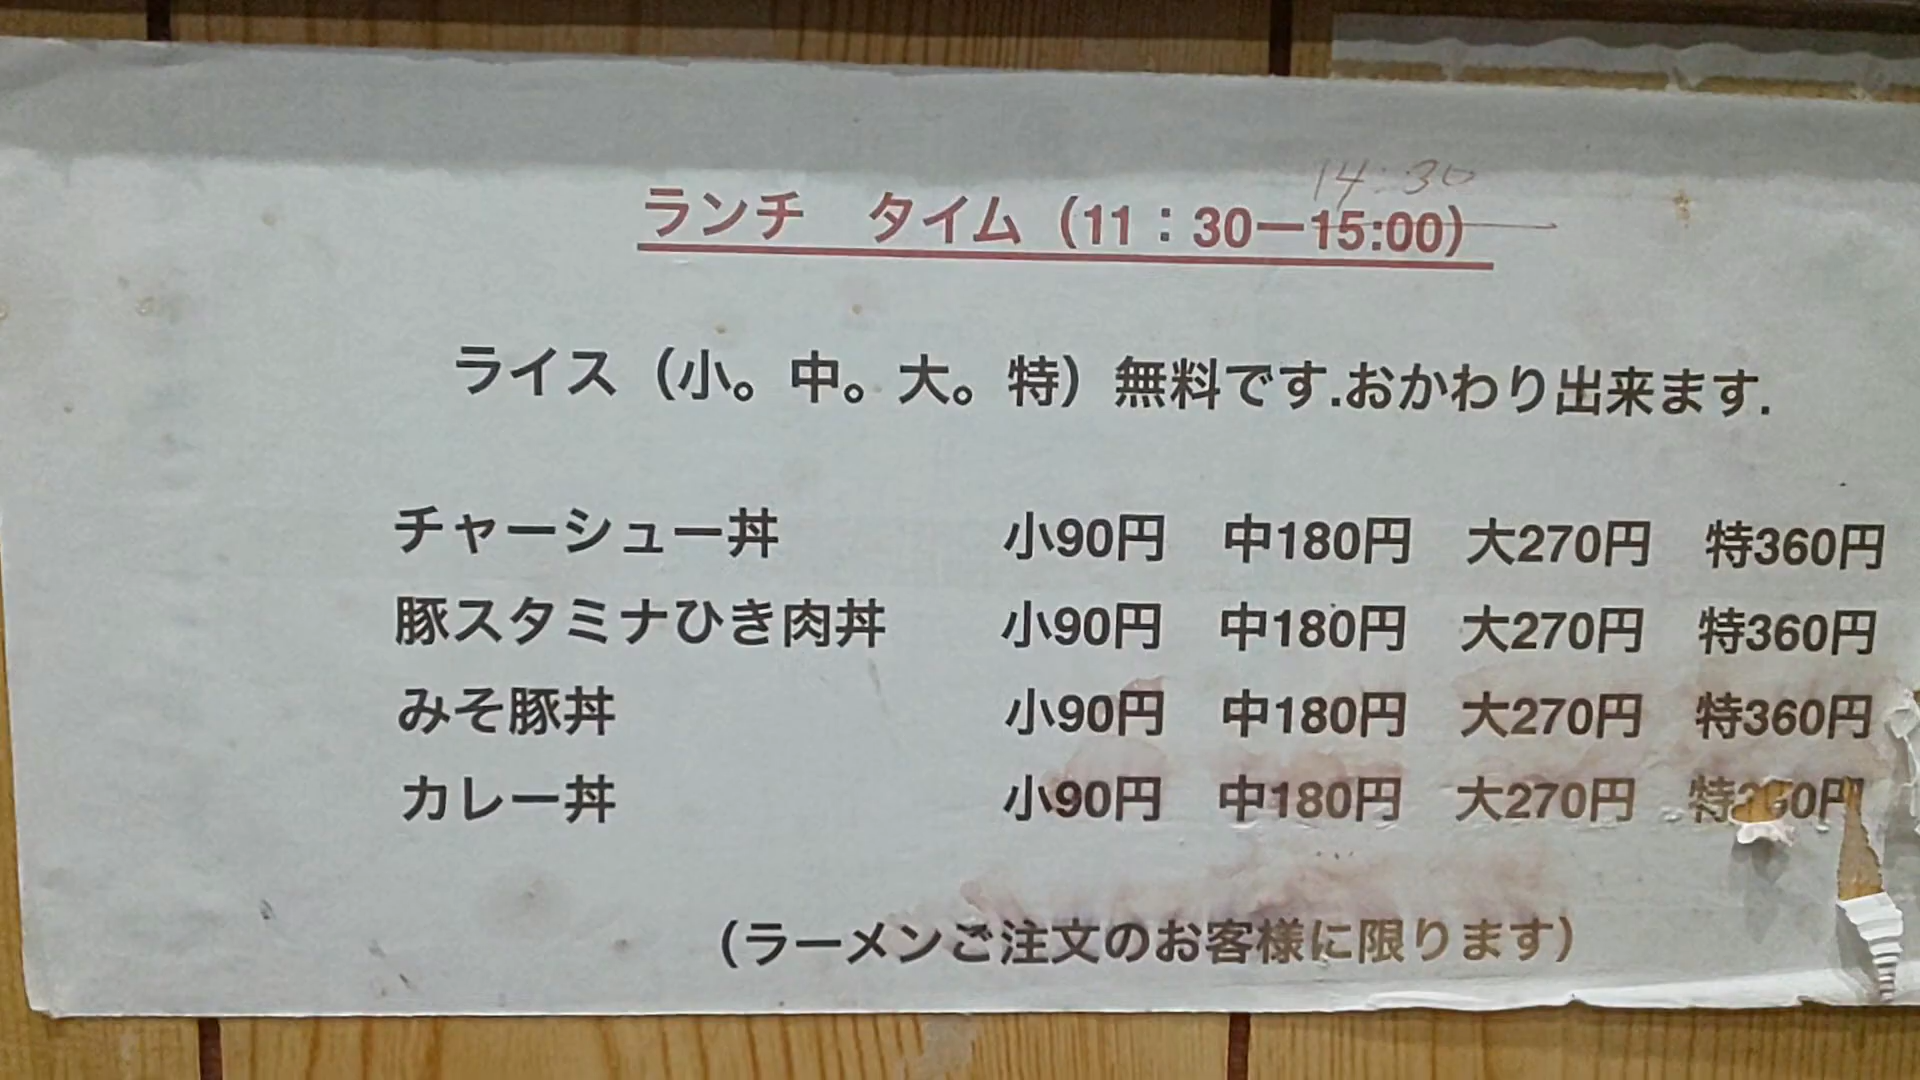 14:30
ランチ　タイム（11：30ー15:00）
ライス（小。中。大。特）無料です.おかわり出来ます.
チャーシュー丼　小90円　中180円　大270円　特360円
豚スタミナひき肉丼　小90円　中180円　大270円　特360円
みそ豚丼　小90円　中180円　大270円　特360円
カレー丼　小90円　中180円　大270円　特360円
（ラーメンご注文のお客様に限ります）